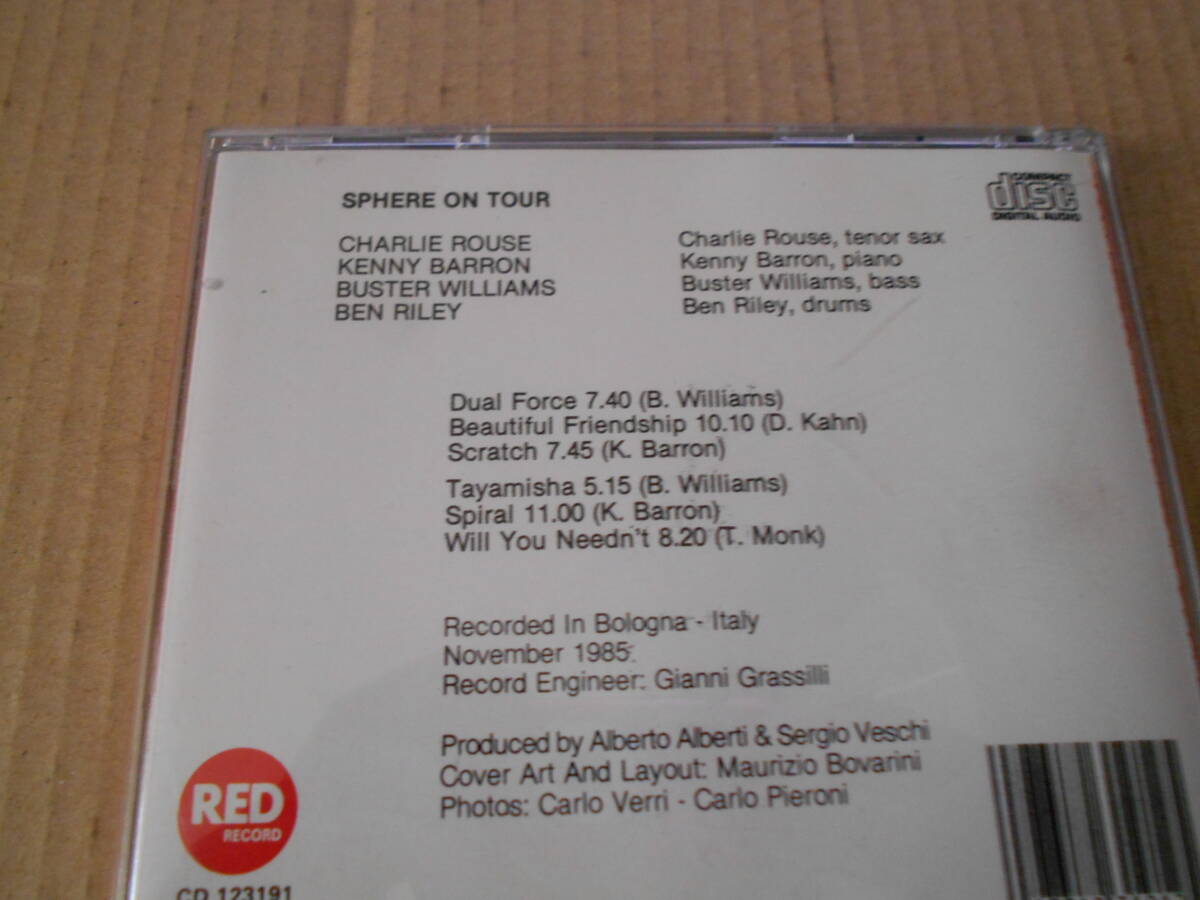 SPHERE ON TOUR
COMPACT
disc
DIGITAL AUDIO
CHARLIE ROUSE
KENNY BARRON
BUSTER WILLIAMS
BEN RILEY
Charlie Rouse, tenor sax
Kenny Barron, piano
Buster Williams, bass
Ben Riley, drums
Dual Force 7.40 (B. Williams)
Beautiful Friendship 10.10 (D. Kahn)
Scratch 7.45 (K. Barron)
Tayamisha 5.15 (B. Williams)
Spiral 11.00 (K. Barron)
Will You Needn't 8.20 (T. Monk)
Recorded In Bologna - Italy
November 1985.
Record Engineer: Gianni Grassilli
Produced by Alberto Alberti & Sergio Veschi
Cover Art And Layout: Maurizio Bovarini
Photos: Carlo Verri - Carlo Pieroni
RED
RECORD
CD 123191